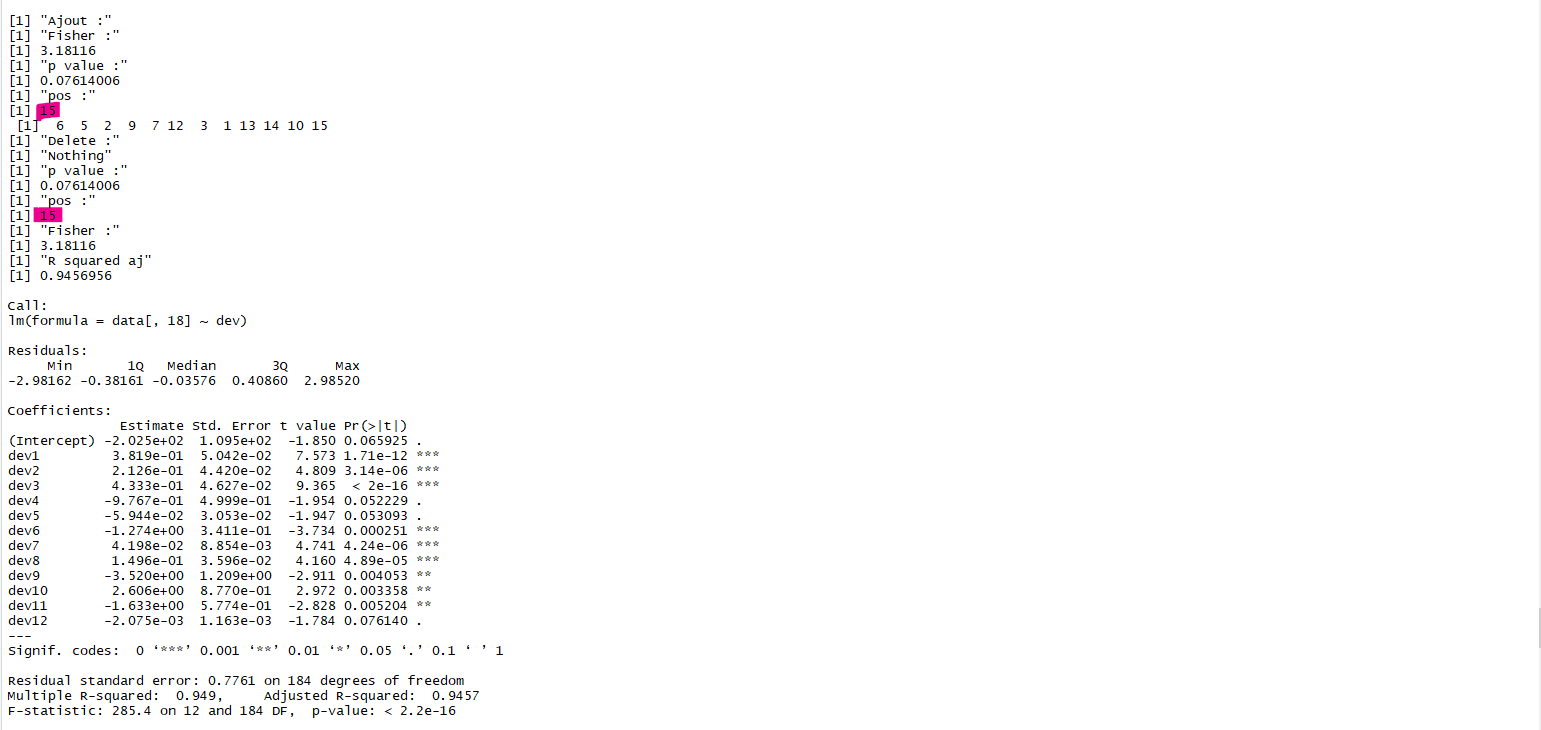 [1] "Ajout :"
[1] "Fisher :"
[1] 3.18116
[1] "p value :"
[1] 0.07614006
[1] "pos :"
[1] 15
 [1]  6  5  2  9  7 12  3  1 13 14 10 15
[1] "Delete :"
[1] "Nothing"
[1] "p value :"
[1] 0.07614006
[1] "pos :"
[1] 15
[1] "Fisher :"
[1] 3.18116
[1] "R squared aj"
[1] 0.9456956
Call:
lm(formula = data[, 18] ~ dev)
Residuals:
     Min       1Q   Median       3Q      Max
-2.98162 -0.38161 -0.03576  0.40860  2.98520
Coefficients:
              Estimate Std. Error t value Pr(>|t|)
(Intercept) -2.025e+02  1.095e+02  -1.850 0.065925 .
dev1         3.819e-01  5.042e-02   7.573 1.71e-12 ***
dev2         2.126e-01  4.420e-02   4.809 3.14e-06 ***
dev3         4.333e-01  4.627e-02   9.365  < 2e-16 ***
dev4        -9.767e-01  4.999e-01  -1.954 0.052229 .
dev5        -5.944e-02  3.053e-02  -1.947 0.053093 .
dev6        -1.274e+00  3.411e-01  -3.734 0.000251 ***
dev7         4.198e-02  8.854e-03   4.741 4.24e-06 ***
dev8         1.496e-01  3.596e-02   4.160 4.89e-05 ***
dev9        -3.520e+00  1.209e+00  -2.911 0.004053 **
dev10        2.606e+00  8.770e-01   2.972 0.003358 **
dev11       -1.633e+00  5.774e-01  -2.828 0.005204 **
dev12       -2.075e-03  1.163e-03  -1.784 0.076140 .
---
Signif. codes:  0 ‘***’ 0.001 ‘**’ 0.01 ‘*’ 0.05 ‘.’ 0.1 ‘ ’ 1
Residual standard error: 0.7761 on 184 degrees of freedom
Multiple R-squared:  0.949,     Adjusted R-squared:  0.9457
F-statistic: 285.4 on 12 and 184 DF,  p-value: < 2.2e-16